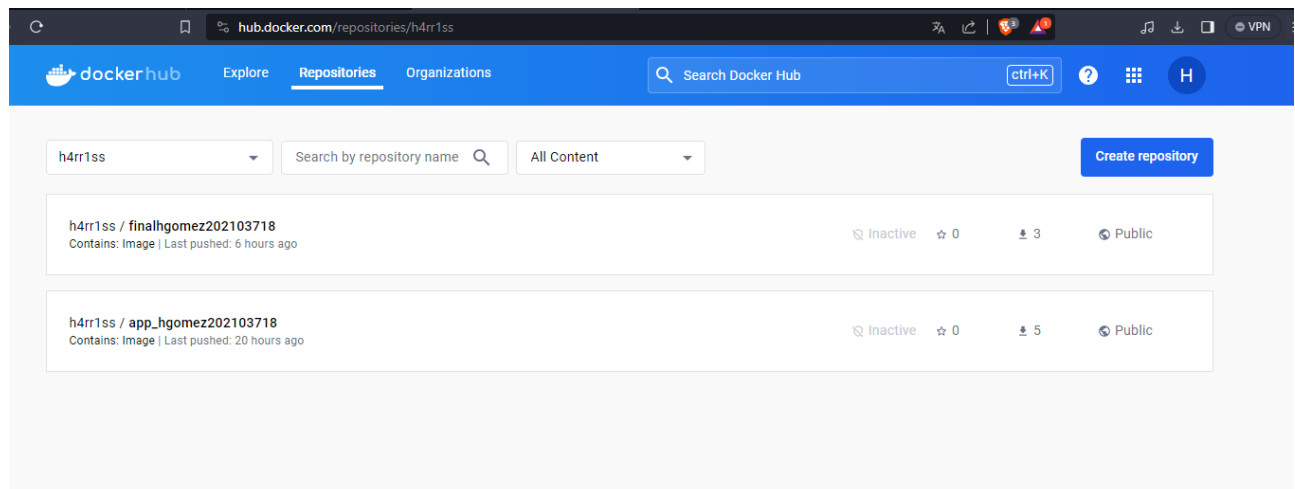 hub.docker.com/repositories/h4rr1ss
3
1
VPN
dockerhub
Explore
Repositories
Organizations
Search Docker Hub
ctrl+K
?
H
h4rr1ss
Search by repository name
All Content
Create repository
h4rr1ss / finalhgomez202103718
Contains: Image | Last pushed: 6 hours ago
Inactive
0
3
Public
h4rr1ss / app_hgomez202103718
Contains: Image | Last pushed: 20 hours ago
Inactive
0
5
Public